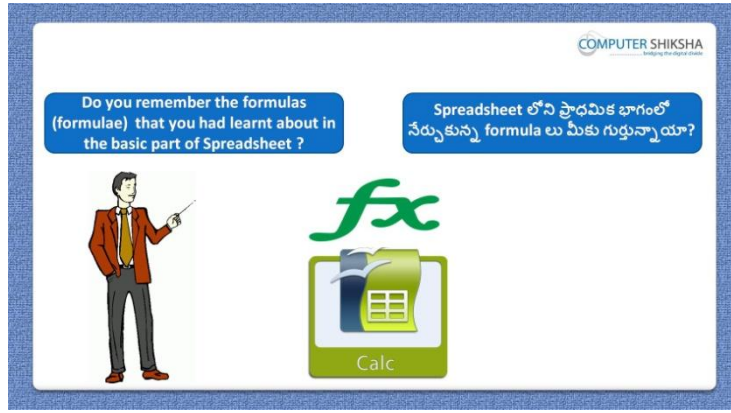 COMPUTER SHIKSHA
bridging the digital divide
Do you remember the formulas
(formulae) that you had learnt about in
the basic part of Spreadsheet ?
Spreadsheet లోని ప్రాధమిక భాగంలో
నేర్చుకున్న formula లు మీకు గుర్తున్నాయా?
fx
Calc